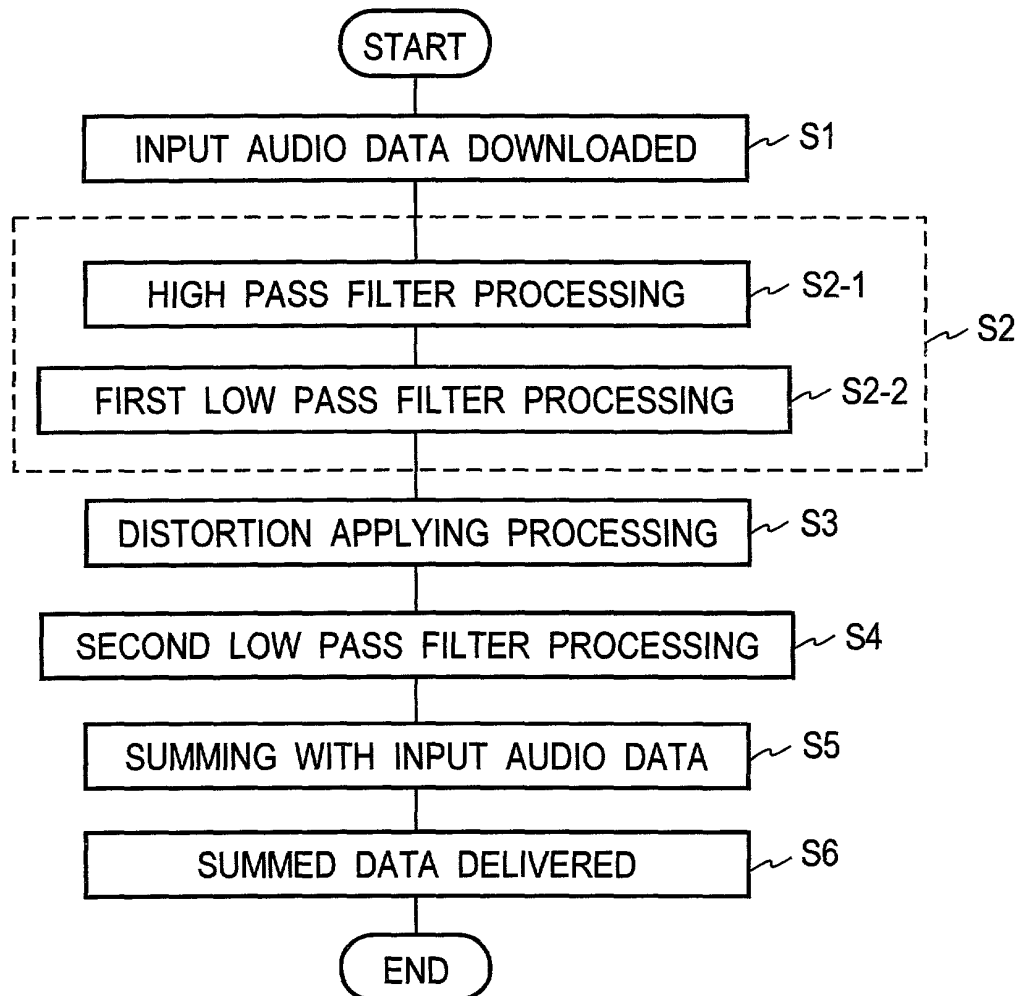 START
INPUT AUDIO DATA DOWNLOADED
S1
HIGH PASS FILTER PROCESSING
S2-1
S2
FIRST LOW PASS FILTER PROCESSING
S2-2
DISTORTION APPLYING PROCESSING
S3
SECOND LOW PASS FILTER PROCESSING
S4
SUMMING WITH INPUT AUDIO DATA
S5
SUMMED DATA DELIVERED
S6
END